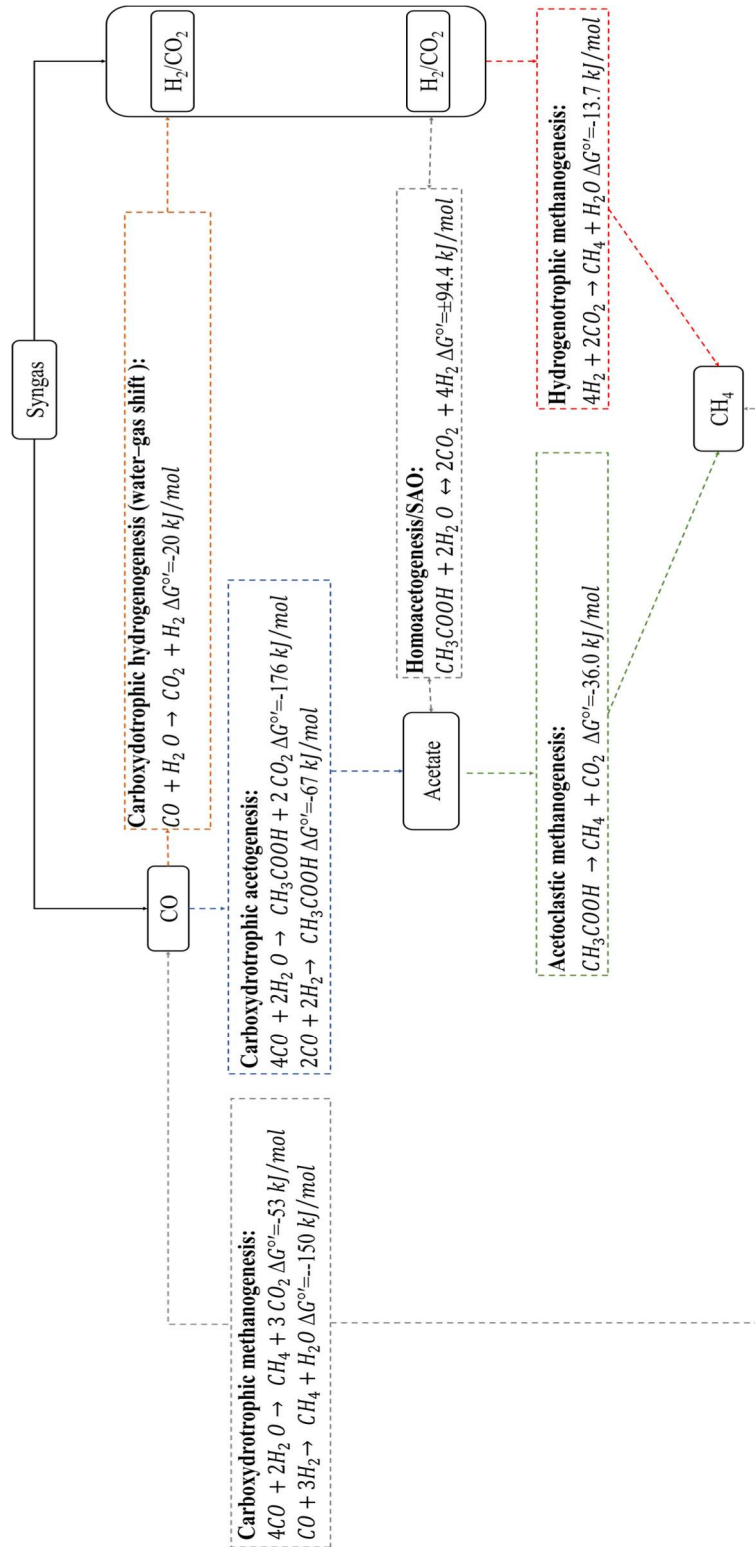 Syngas
CO
H₂/CO₂
H₂/CO₂
Carboxydotrophic hydrogenogenesis (water–gas shift ):
CO + H₂ O → CO₂ + H₂ ΔG°′=-20 kJ/mol
Carboxydrotrophic methanogenesis:
4CO + 2H₂ O → CH₄ + 3 CO₂ ΔG°′=-53 kJ/mol
CO + 3H₂→ CH₄ + H₂O ΔG°′=--150 kJ/mol
Carboxydrotrophic acetogenesis:
4CO + 2H₂ O → CH₃COOH + 2 CO₂ ΔG°′=-176 kJ/mol
2CO + 2H₂→ CH₃COOH ΔG°′=-67 kJ/mol
Acetate
Homoacetogenesis/SAO:
CH₃COOH + 2H₂ O ↔ 2CO₂ + 4H₂ ΔG°′=±94.4 kJ/mol
Acetoclastic methanogenesis:
CH₃COOH → CH₄ + CO₂ ΔG°′=-36.0 kJ/mol
Hydrogenotrophic methanogenesis:
4H₂ + 2CO₂ → CH₄ + H₂O ΔG°′=-13.7 kJ/mol
CH₄